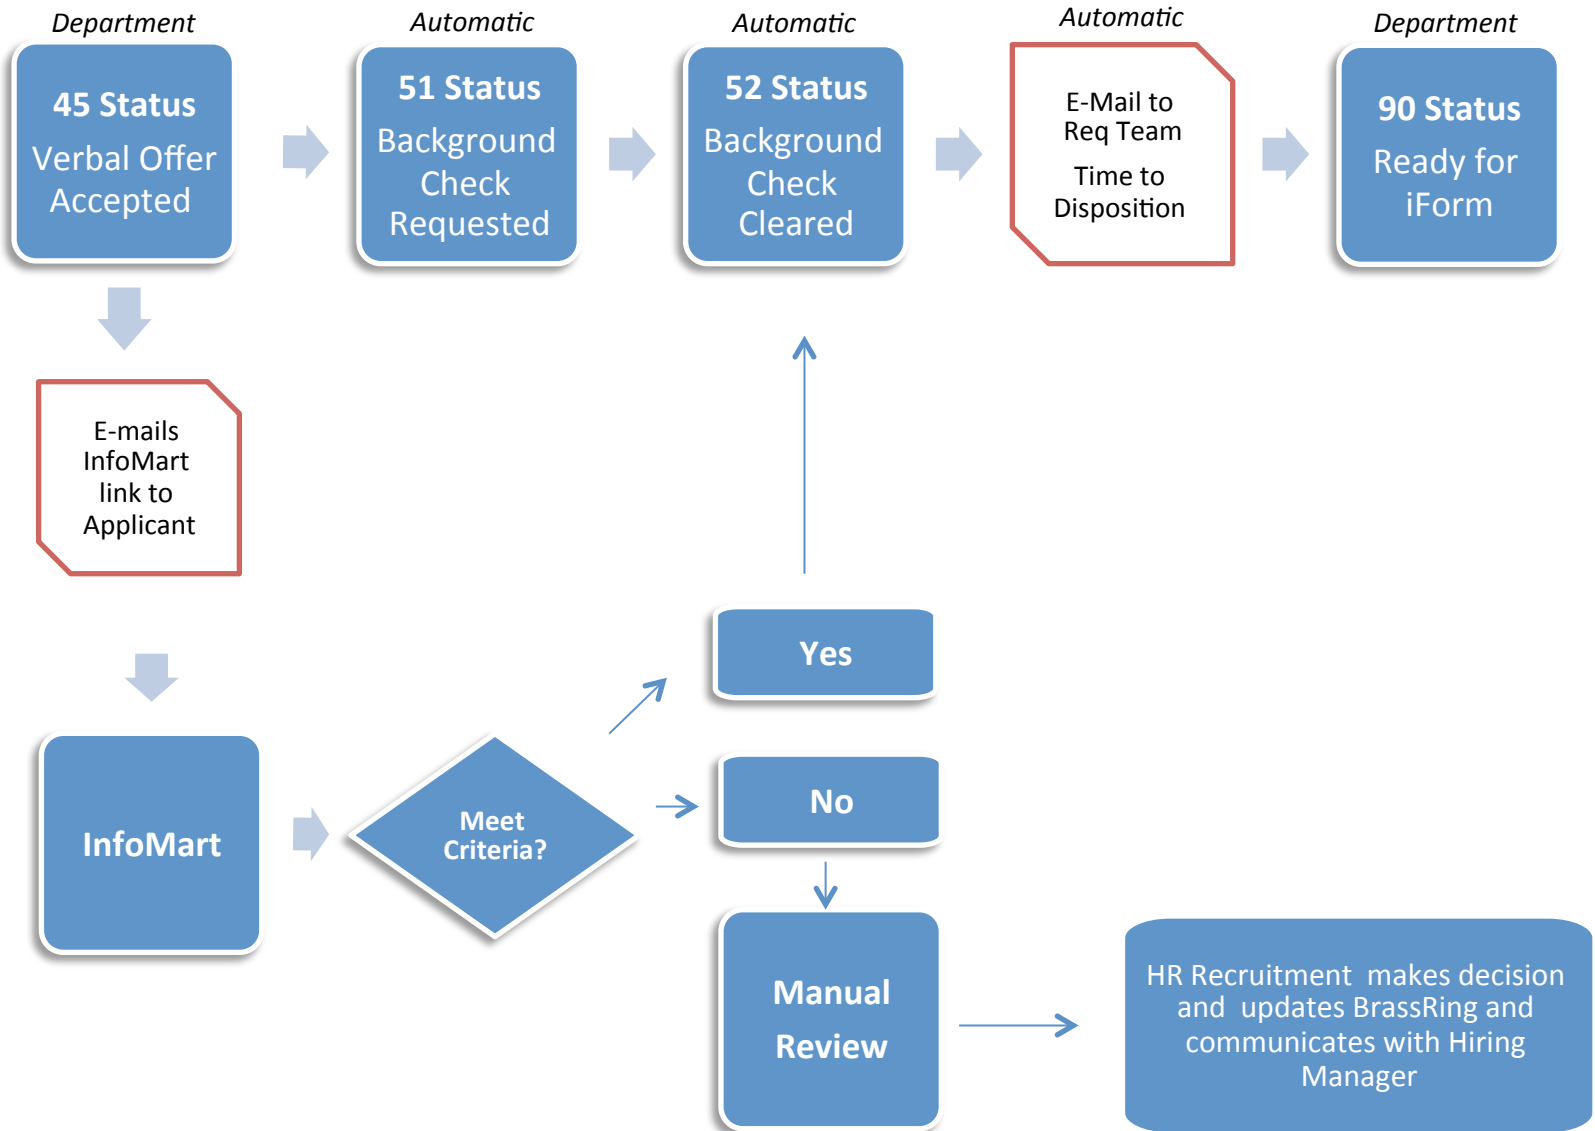 Department
Automatic
Automatic
Automatic
Department
45 Status
Verbal Offer
Accepted
51 Status
Background
Check
Requested
52 Status
Background
Check
Cleared
E-Mail to
Req Team
Time to
Disposition
90 Status
Ready for
iForm
E-mails
InfoMart
link to
Applicant
Yes
InfoMart
Meet
Criteria?
No
Manual
Review
HR Recruitment makes decision
and updates BrassRing and
communicates with Hiring
Manager